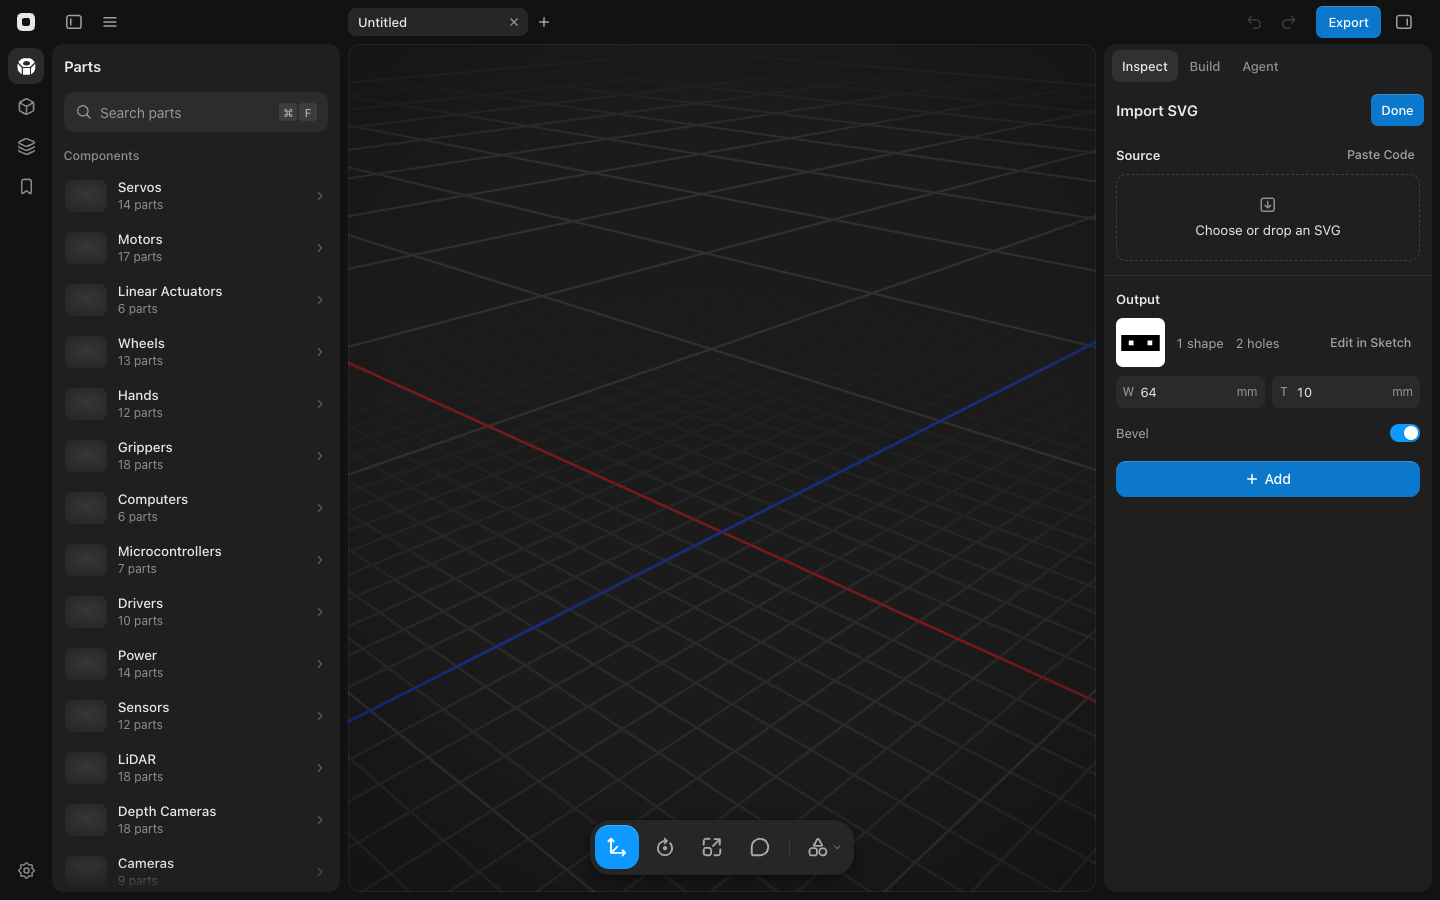 Untitled
Export
Parts
Search parts
⌘ F
Components
Servos
14 parts
Motors
17 parts
Linear Actuators
6 parts
Wheels
13 parts
Hands
12 parts
Grippers
18 parts
Computers
6 parts
Microcontrollers
7 parts
Drivers
10 parts
Power
14 parts
Sensors
12 parts
LiDAR
18 parts
Depth Cameras
18 parts
Cameras
9 parts
Inspect Build Agent
Import SVG
Done
Source
Paste Code
Choose or drop an SVG
Output
1 shape 2 holes
Edit in Sketch
W 64 mm
T 10 mm
Bevel
Add